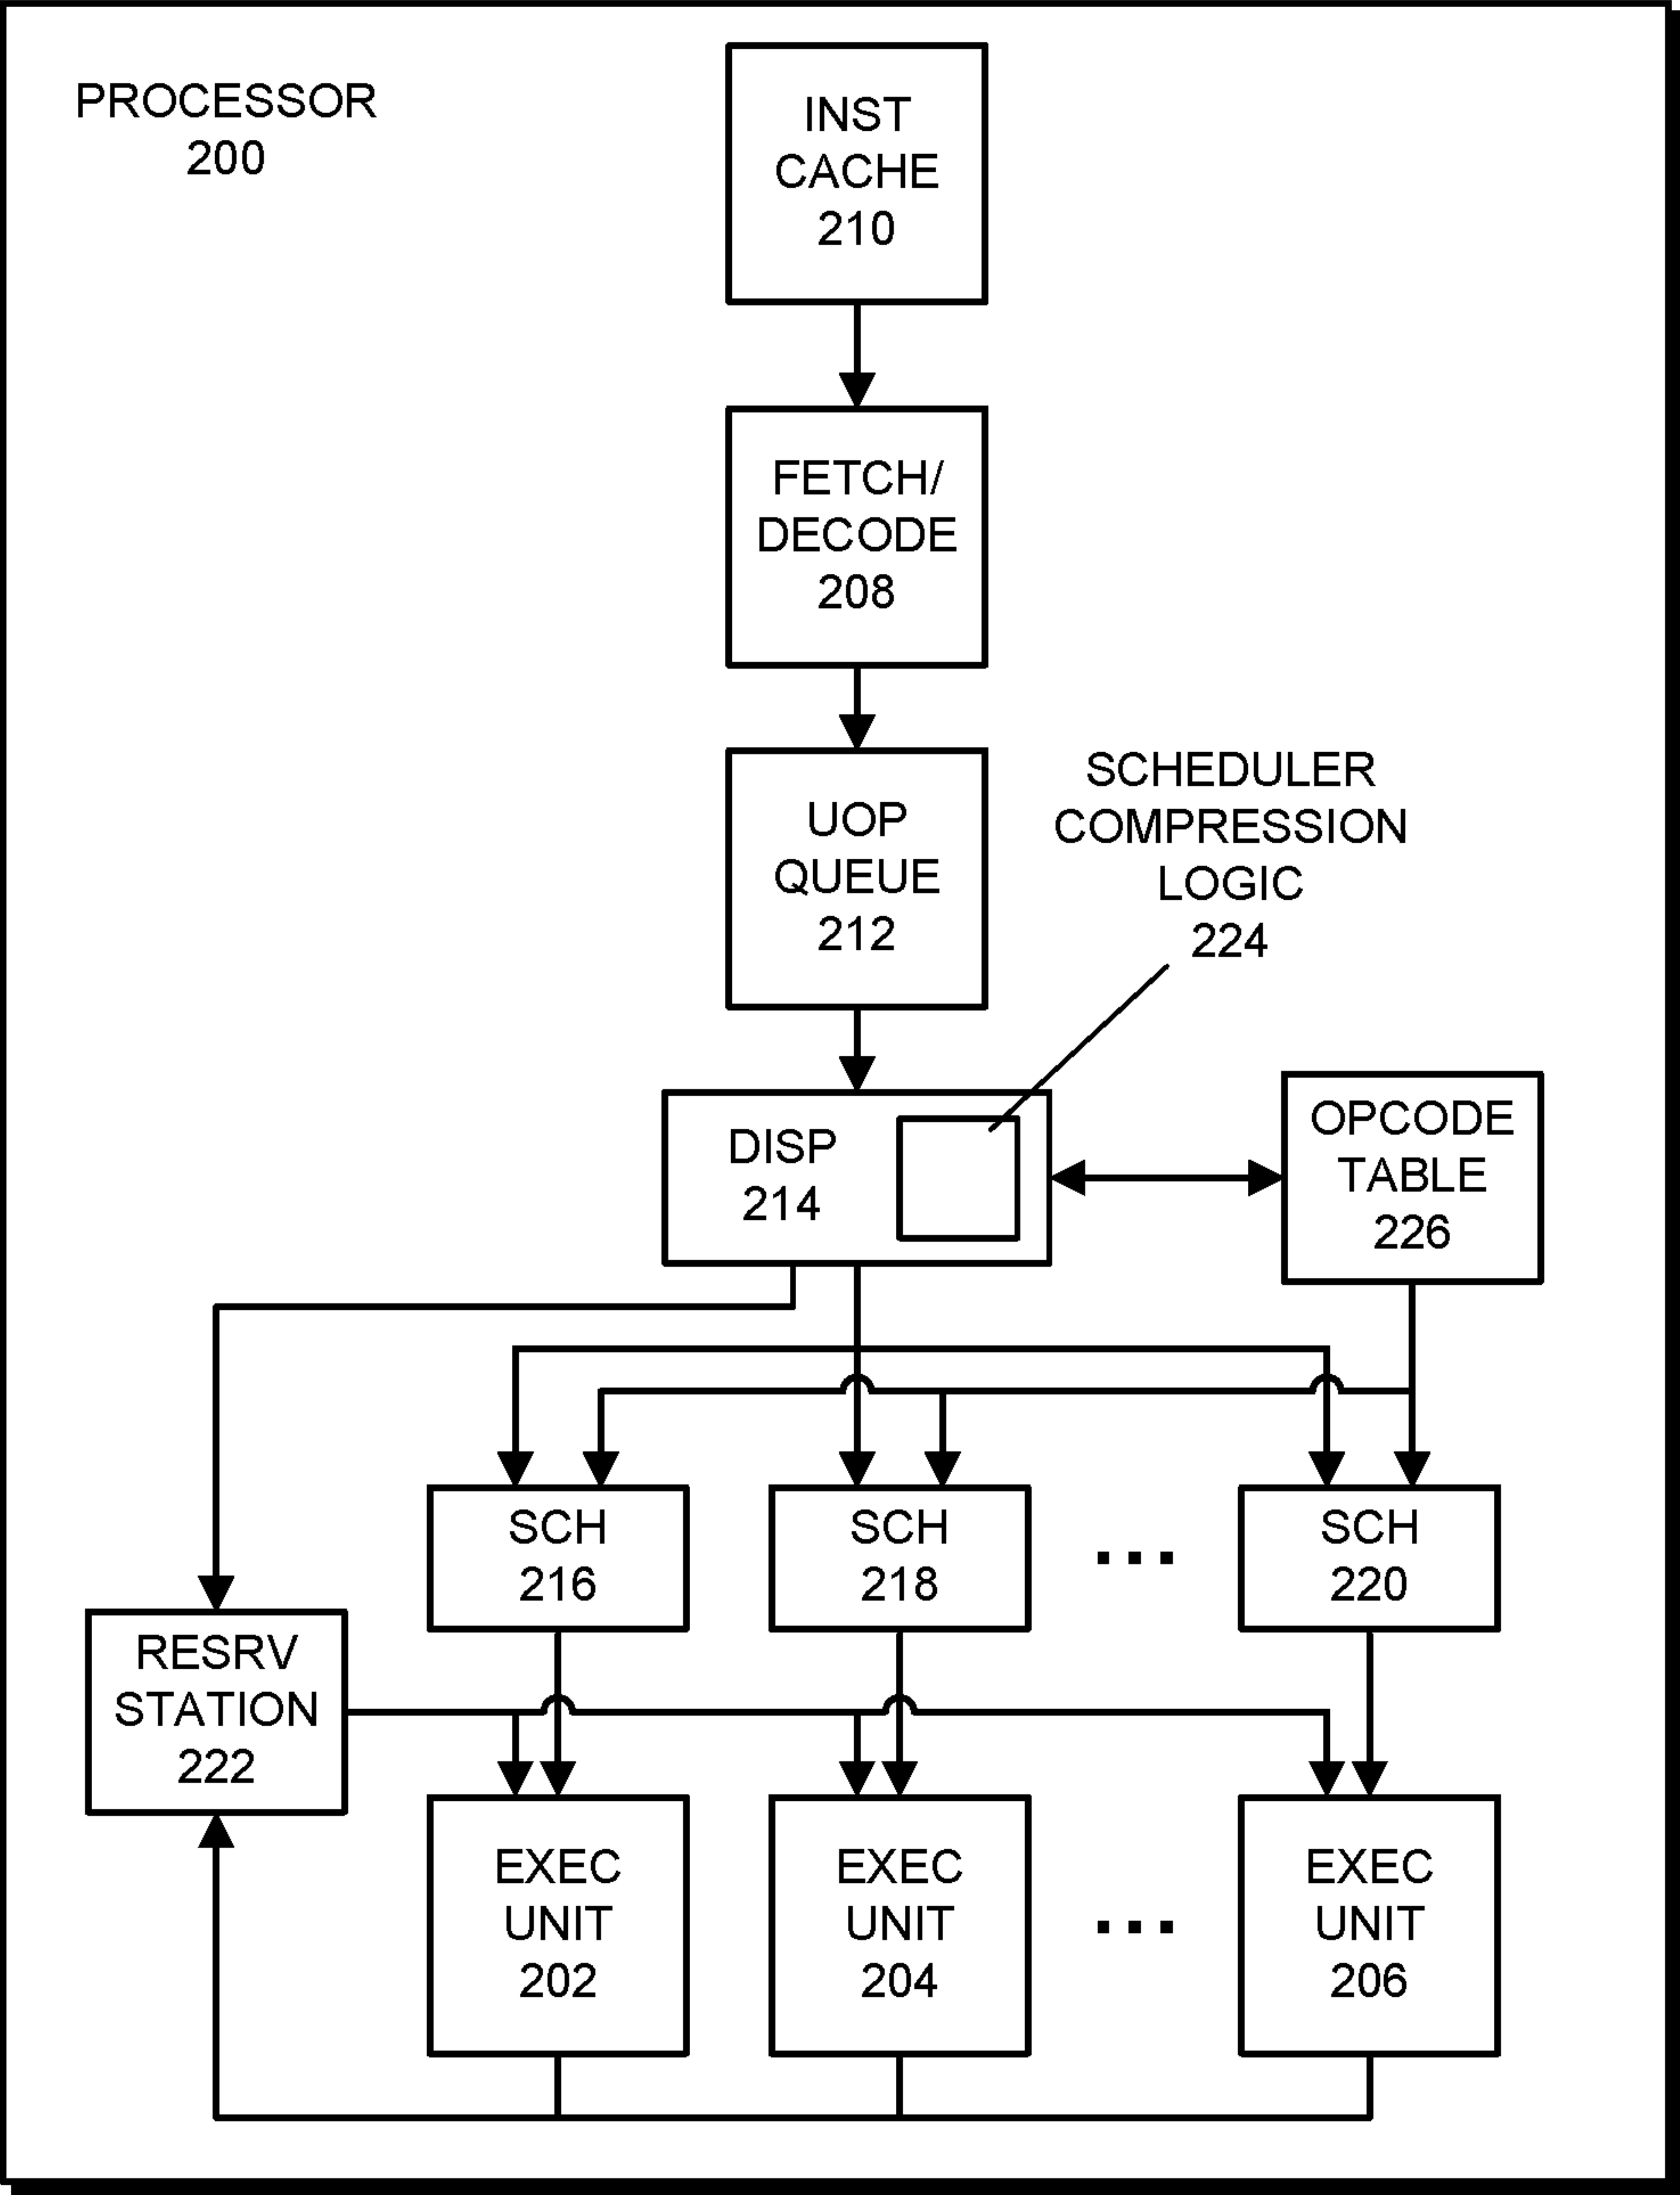 PROCESSOR
200
INST
CACHE
210
FETCH/
DECODE
208
UOP
QUEUE
212
SCHEDULER
COMPRESSION
LOGIC
224
DISP
214
OPCODE
TABLE
226
SCH
216
SCH
218
...
SCH
220
RESRV
STATION
222
EXEC
UNIT
202
EXEC
UNIT
204
...
EXEC
UNIT
206